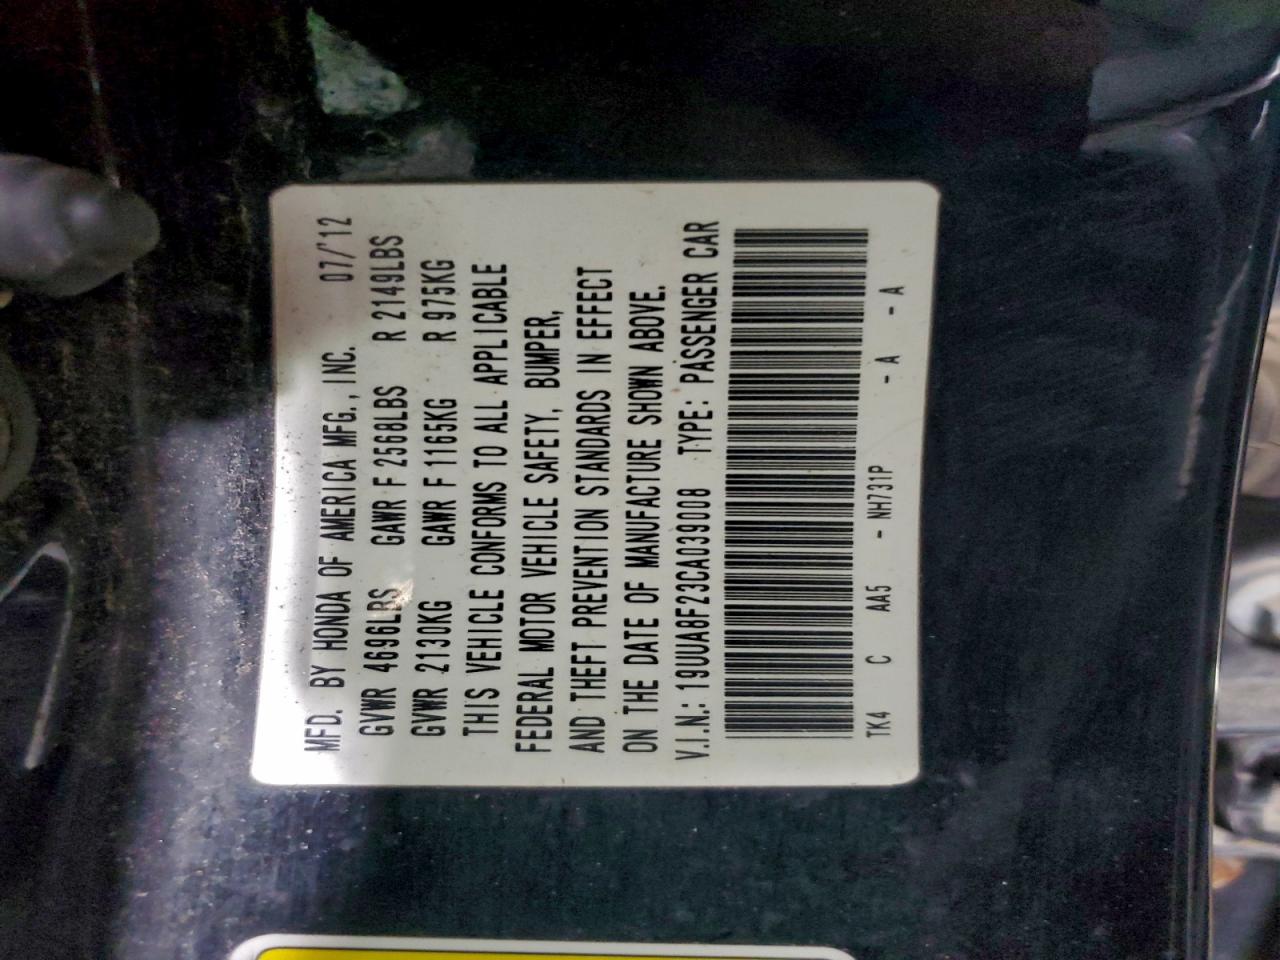 MFD. BY HONDA OF AMERICA MFG., INC. 07/'12
GVWR 4696LBS GAWR F 2568LBS R 2149LBS
GVWR 2130KG GAWR F 1165KG R 975KG
THIS VEHICLE CONFORMS TO ALL APPLICABLE
FEDERAL MOTOR VEHICLE SAFETY, BUMPER,
AND THEFT PREVENTION STANDARDS IN EFFECT
ON THE DATE OF MANUFACTURE SHOWN ABOVE.
V.I.N.: 19UUA8F23CA039008 TYPE: PASSENGER CAR
TK4 C AA5 - NH731P - A - A